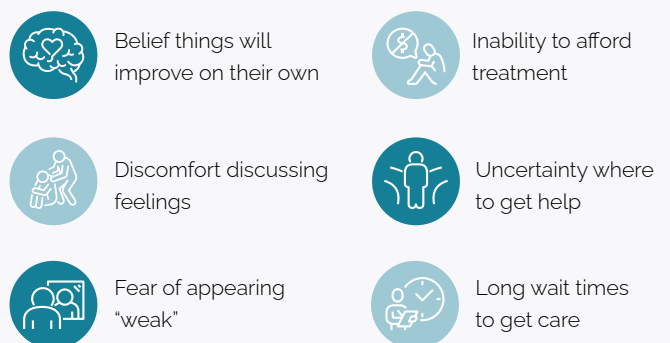 Belief things will
improve on their own
Inability to afford
treatment
Discomfort discussing
feelings
Uncertainty where
to get help
Fear of appearing
“weak”
Long wait times
to get care